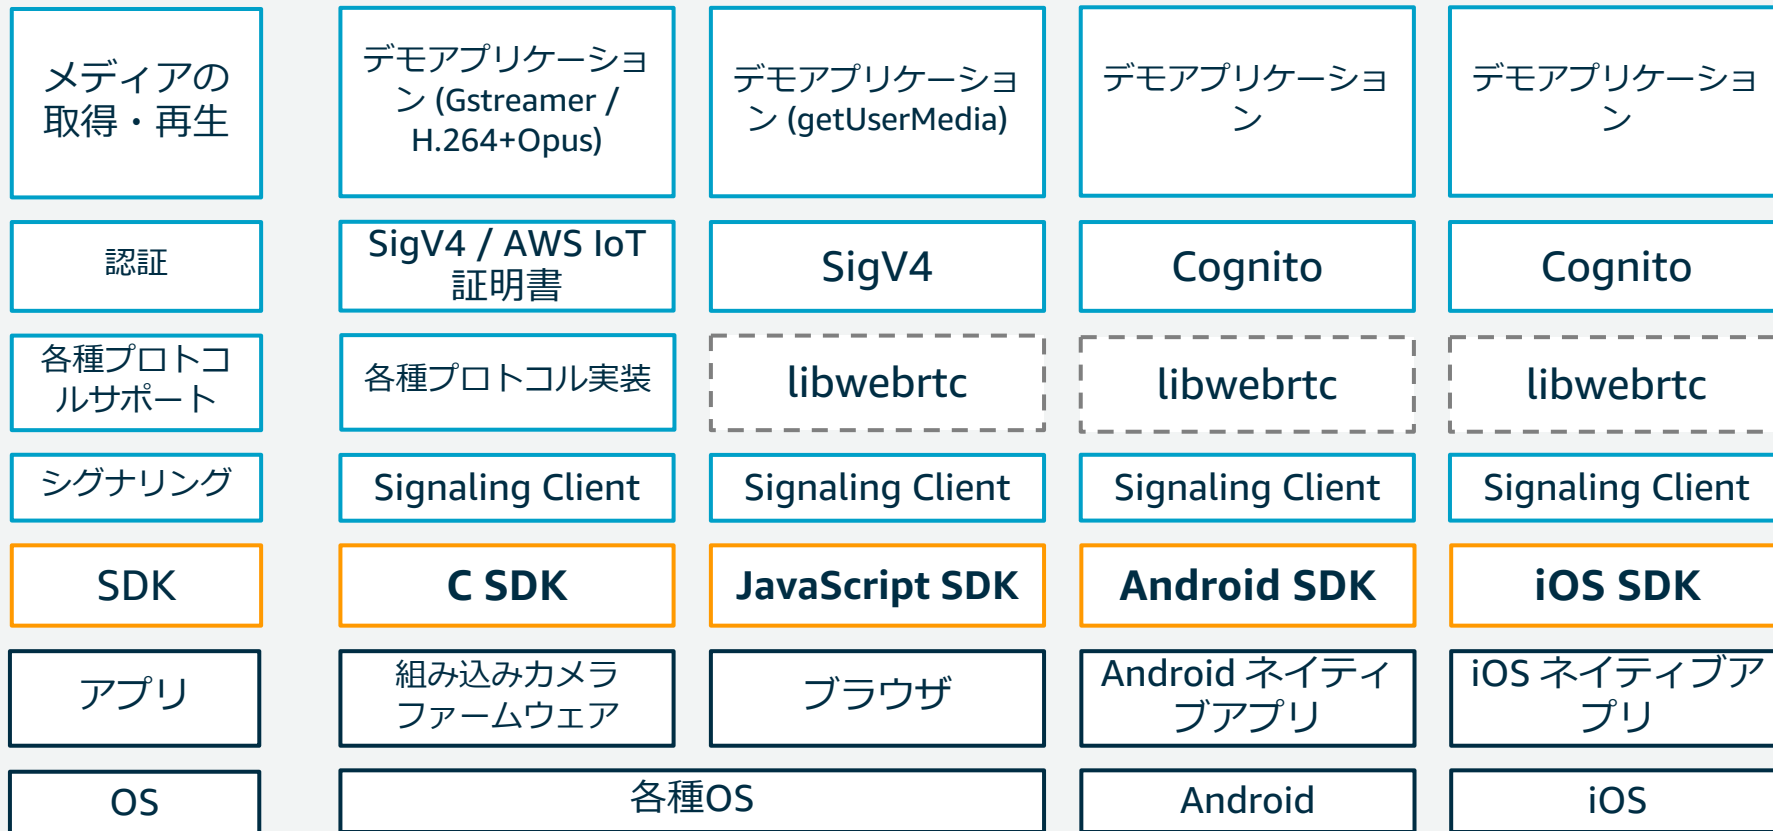 メディアの
取得・再生
デモアプリケーショ
ン (Gstreamer /
H.264+Opus)
デモアプリケーショ
ン (getUserMedia)
デモアプリケーショ
ン
デモアプリケーショ
ン
認証
SigV4 / AWS IoT
証明書
SigV4
Cognito
Cognito
各種プロトコ
ルサポート
各種プロトコル実装
libwebrtc
libwebrtc
libwebrtc
シグナリング
Signaling Client
Signaling Client
Signaling Client
Signaling Client
SDK
C SDK
JavaScript SDK
Android SDK
iOS SDK
アプリ
組み込みカメラ
ファームウェア
ブラウザ
Android ネイティ
ブアプリ
iOS ネイティブア
プリ
OS
各種OS
Android
iOS